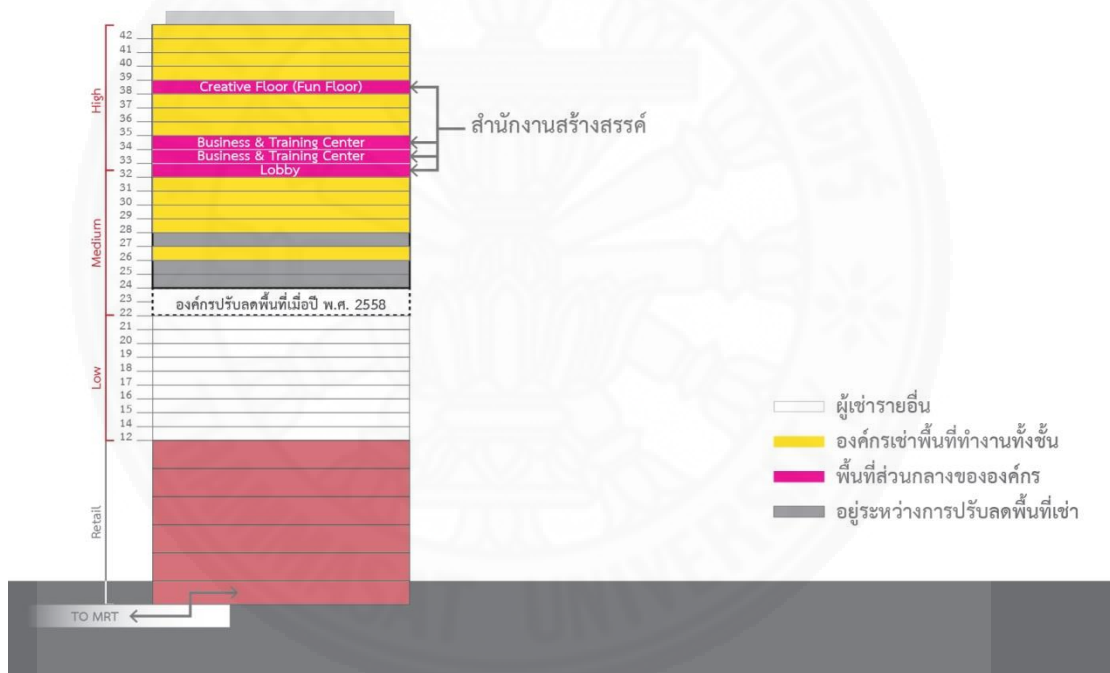 42
41
40
39
38
37
36
35
34
33
32
31
30
29
28
27
26
25
24
23
22
21
20
19
18
17
16
15
14
12
High
Medium
Low
Retail
Creative Floor (Fun Floor)
Business & Training Center
Business & Training Center
Lobby
สำนักงานสร้างสรรค์
องค์กรปรับลดพื้นที่เมื่อปี พ.ศ. 2558
ผู้เช่ารายอื่น
องค์กรเช่าพื้นที่ทำงานทั้งชั้น
พื้นที่ส่วนกลางขององค์กร
อยู่ระหว่างการปรับลดพื้นที่เช่า
TO MRT